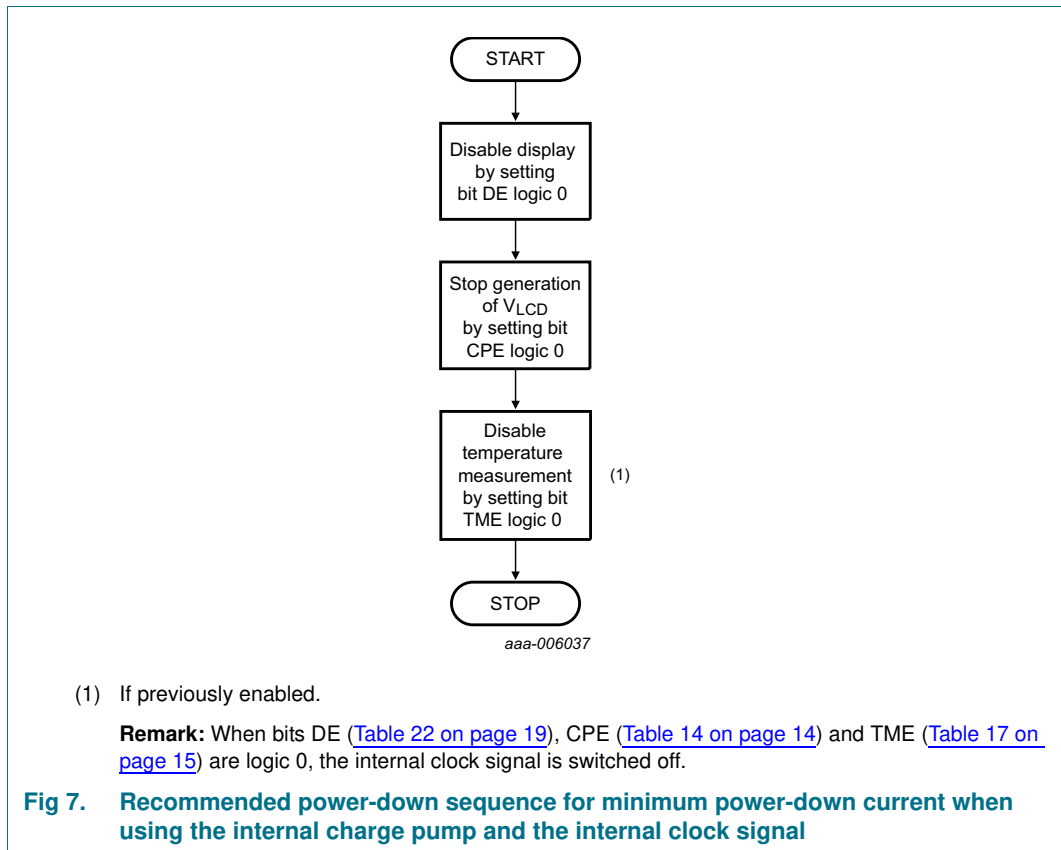 START
Disable display
by setting
bit DE logic 0
Stop generation
of VLCD
by setting bit
CPE logic 0
Disable
temperature
measurement
by setting bit
TME logic 0
(1)
STOP
aaa-006037
(1) If previously enabled.
Remark: When bits DE (Table 22 on page 19), CPE (Table 14 on page 14) and TME (Table 17 on
page 15) are logic 0, the internal clock signal is switched off.
Fig 7. Recommended power-down sequence for minimum power-down current when
using the internal charge pump and the internal clock signal